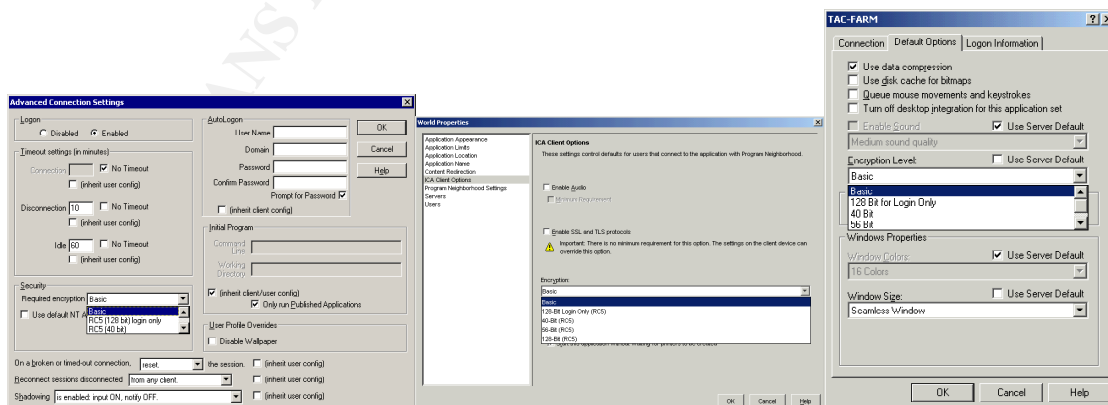 ANS
Advanced Connection Settings
Logon
Disabled Enabled
Timeout settings (in minutes)
Connection No Timeout
(inherit user config)
Disconnection 10 No Timeout
(inherit user config)
Idle 60 No Timeout
(inherit user config)
Security
Required encryption Basic
Use default NT A
Basic
RC5 (128 bit) login only
RC5 (40 bit)
AutoLogon
User Name
Domain
Password
Confirm Password
Prompt for Password
(inherit client config)
OK
Cancel
Help
Initial Program
Command Line
Working Directory
(inherit client/user config)
Only run Published Applications
User Profile Overrides
Disable Wallpaper
On a broken or timed-out connection, reset. the session. (inherit user config)
Reconnect sessions disconnected from any client. (inherit user config)
Shadowing is enabled: input ON, notify OFF. (inherit user config)
World Properties
Application Appearance
Application Limits
Application Location
Application Name
Content Redirection
ICA Client Options
Program Neighborhood Settings
Servers
Users
ICA Client Options
These settings control defaults for users that connect to the application with Program Neighborhood.
Enable Audio
Minimum Requirement
Enable SSL and TLS protocols
Important: There is no minimum requirement for this option. The settings on the client device can
override this option.
Encryption:
Basic
Basic
128-Bit Login Only (RC5)
40-Bit (RC5)
56-Bit (RC5)
128-Bit (RC5)
Start this application without waiting for printers to be created
OK Cancel Help
TAC-FARM
Connection Default Options Logon Information
Use data compression
Use disk cache for bitmaps
Queue mouse movements and keystrokes
Turn off desktop integration for this application set
Enable Sound Use Server Default
Medium sound quality
Encryption Level: Use Server Default
Basic
Basic
128 Bit for Login Only
40 Bit
56 Bit
Windows Properties
Window Colors: Use Server Default
16 Colors
Window Size: Use Server Default
Seamless Window
OK Cancel Help